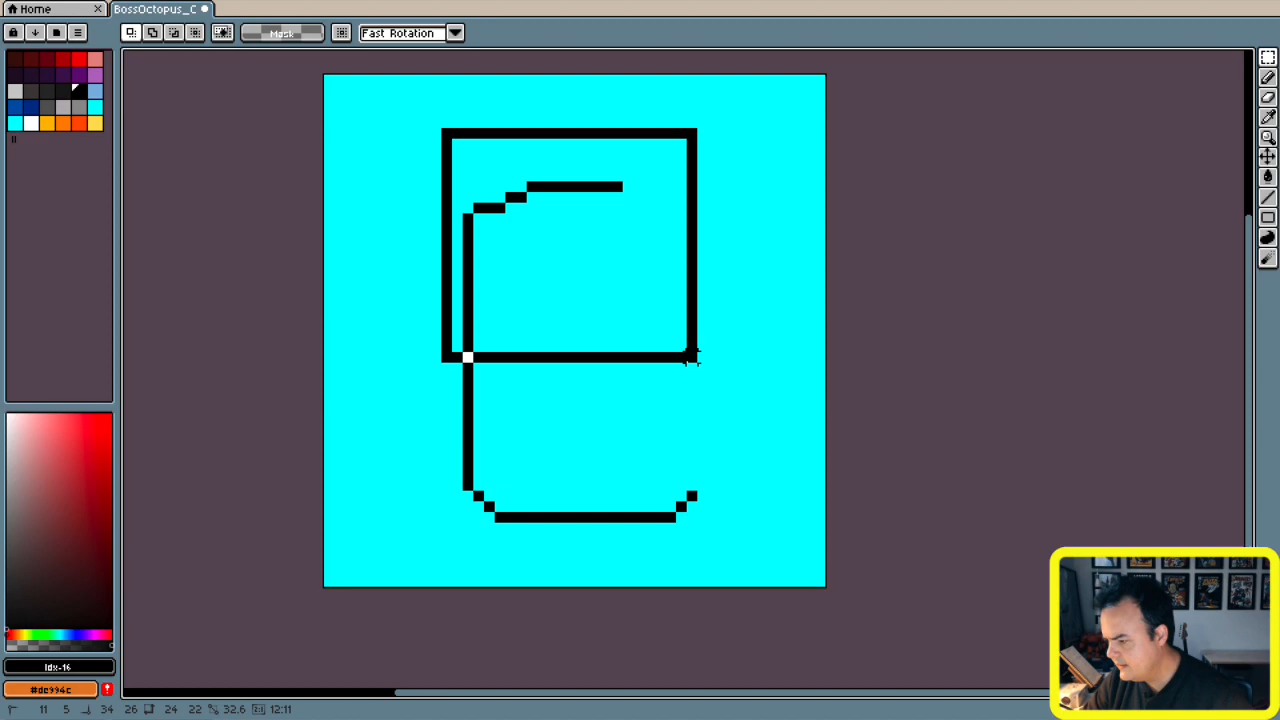 Home
BossOctopus_C
Mask
Fast Rotation
Idx-16
#de994c
11 5 34 26 24 22 32.6 12:11